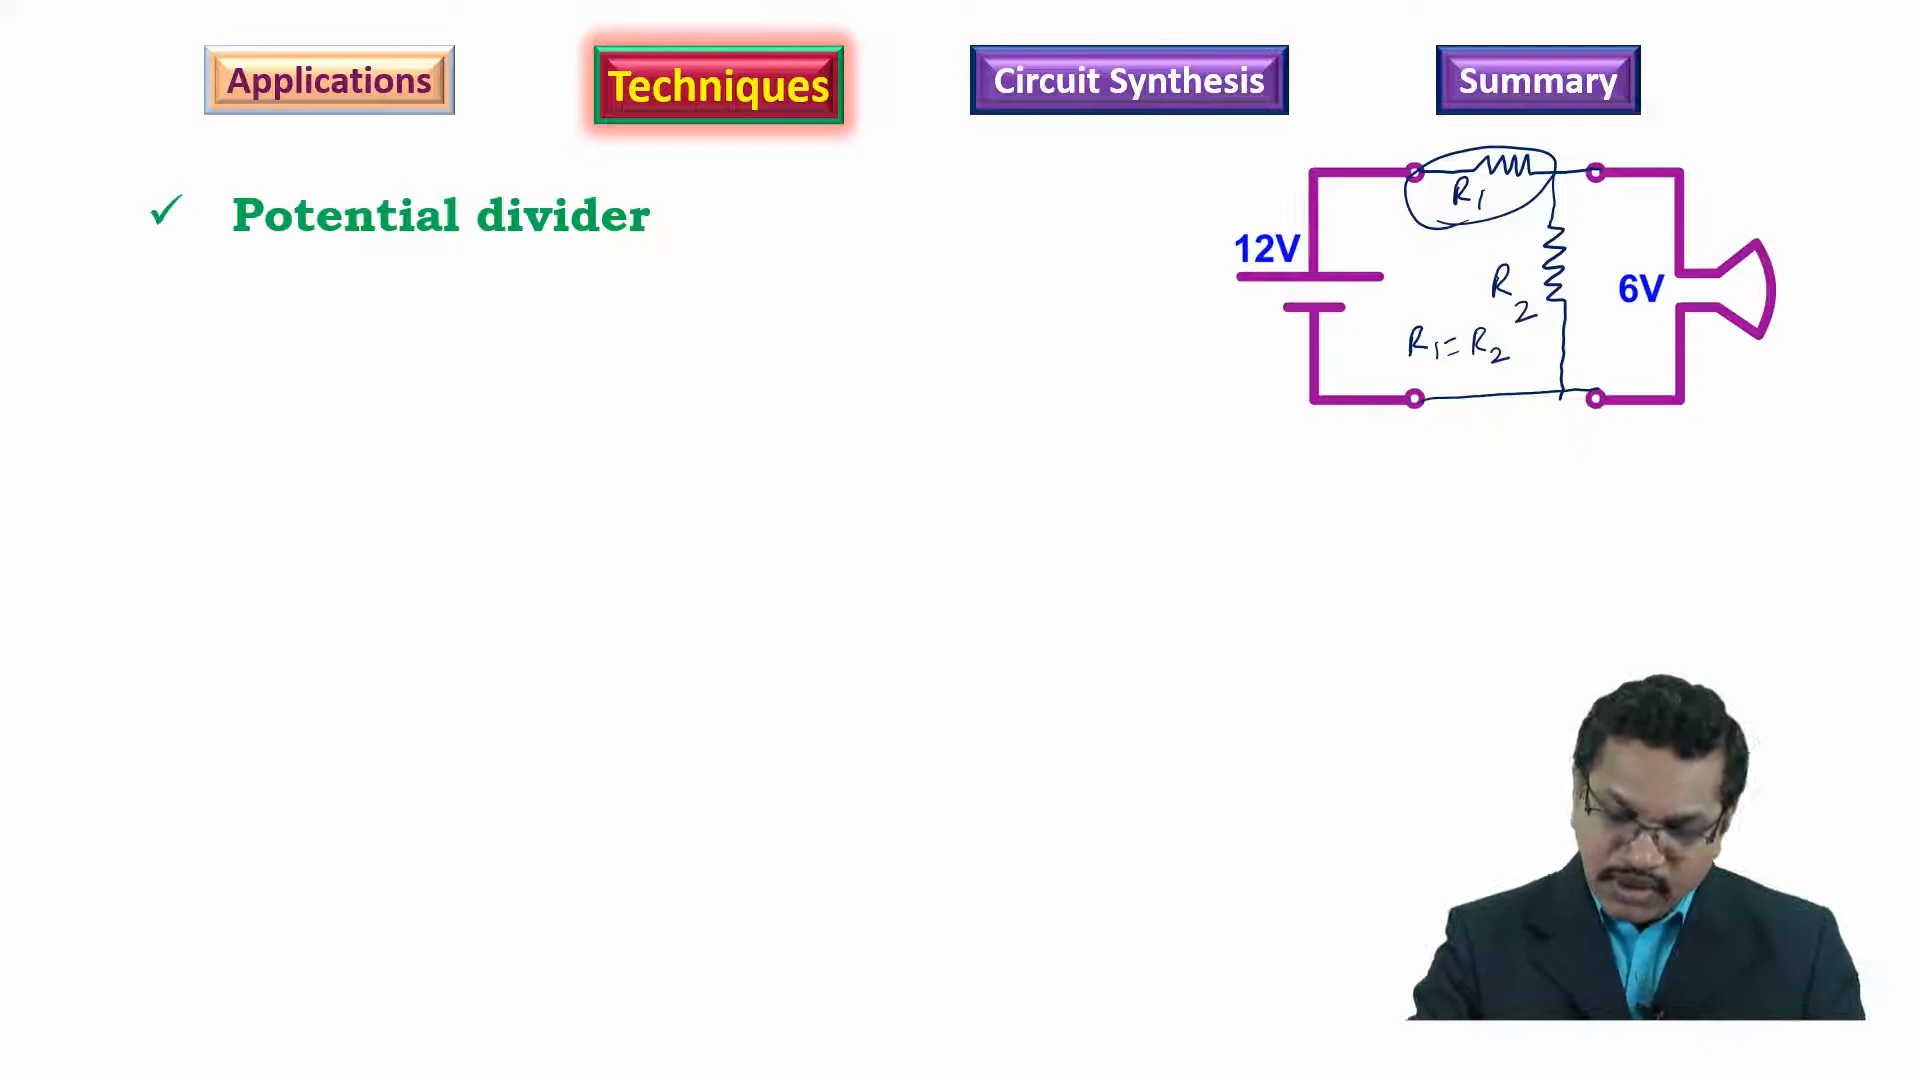 Applications
Techniques
Circuit Synthesis
Summary
✓ Potential divider
R1
12V
R2
6V
R1 = R2